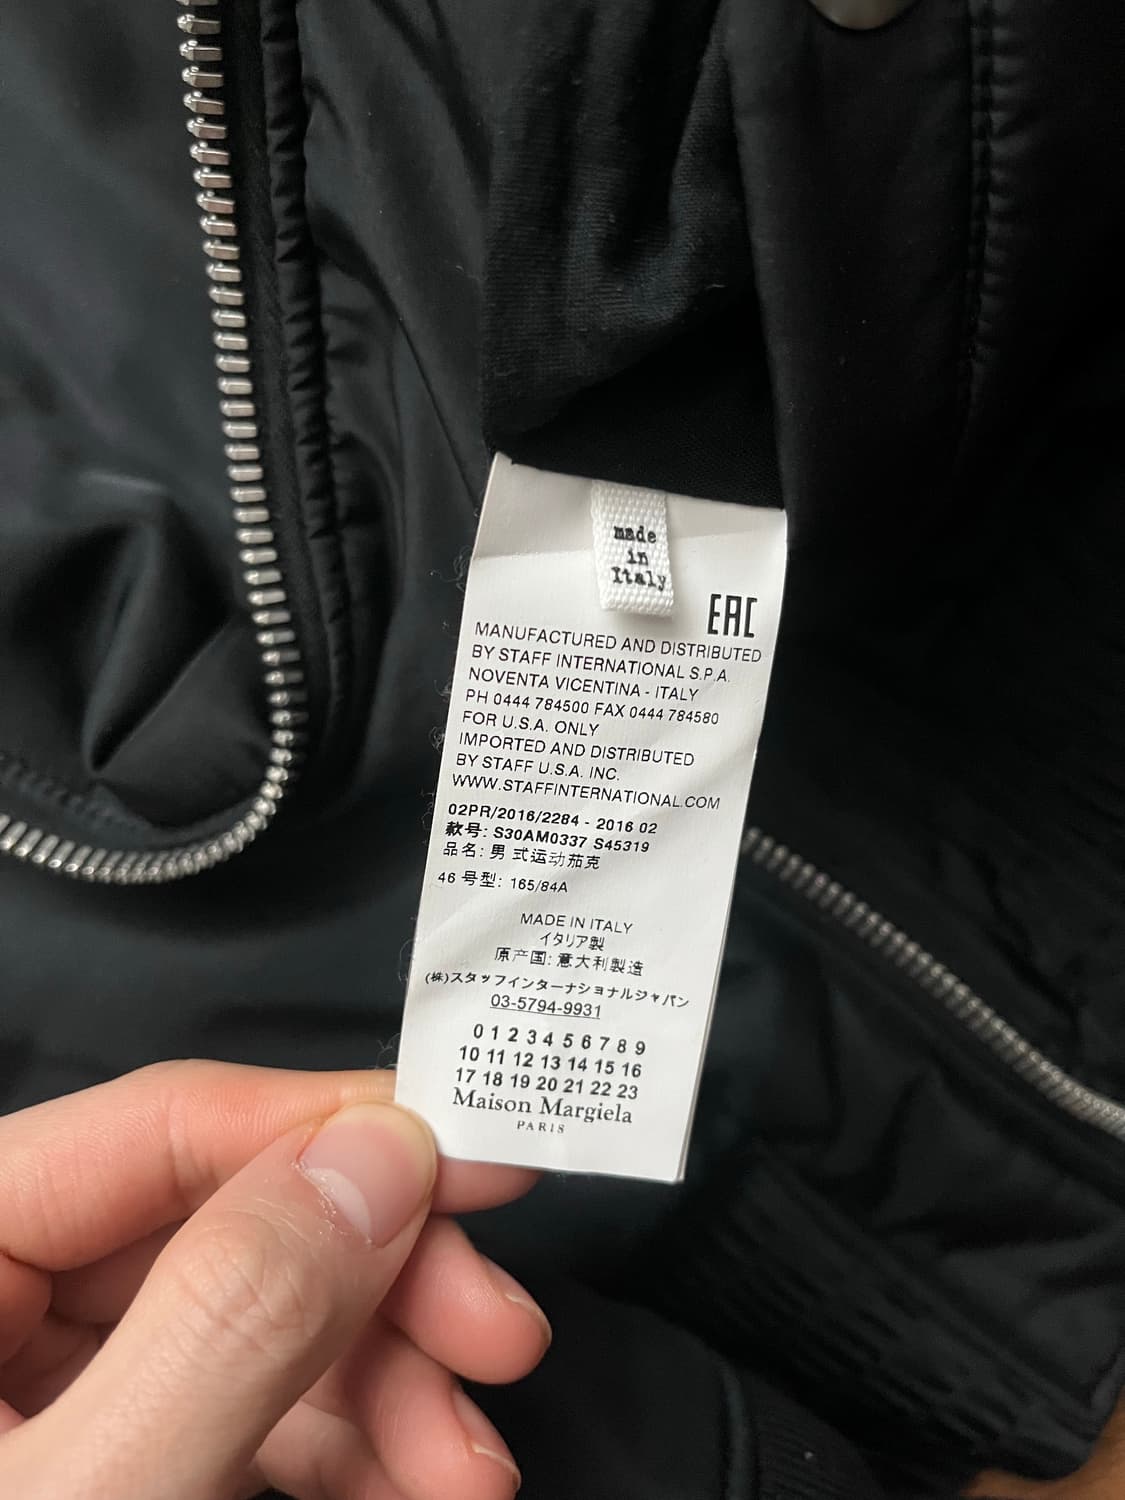 made
in
Italy
EAC
MANUFACTURED AND DISTRIBUTED
BY STAFF INTERNATIONAL S.P.A.
NOVENTA VICENTINA - ITALY
PH 0444 784500 FAX 0444 784580
FOR U.S.A. ONLY
IMPORTED AND DISTRIBUTED
BY STAFF U.S.A. INC.
WWW.STAFFINTERNATIONAL.COM
02PR/2016/2284 - 2016 02
款号: S30AM0337 S45319
品名: 男 式运动茄克
46 号型: 165/84A
MADE IN ITALY
イタリア製
原产国: 意大利製造
(株)スタッフインターナショナルジャパン
03-5794-9931
0 1 2 3 4 5 6 7 8 9
10 11 12 13 14 15 16
17 18 19 20 21 22 23
Maison Margiela
PARIS